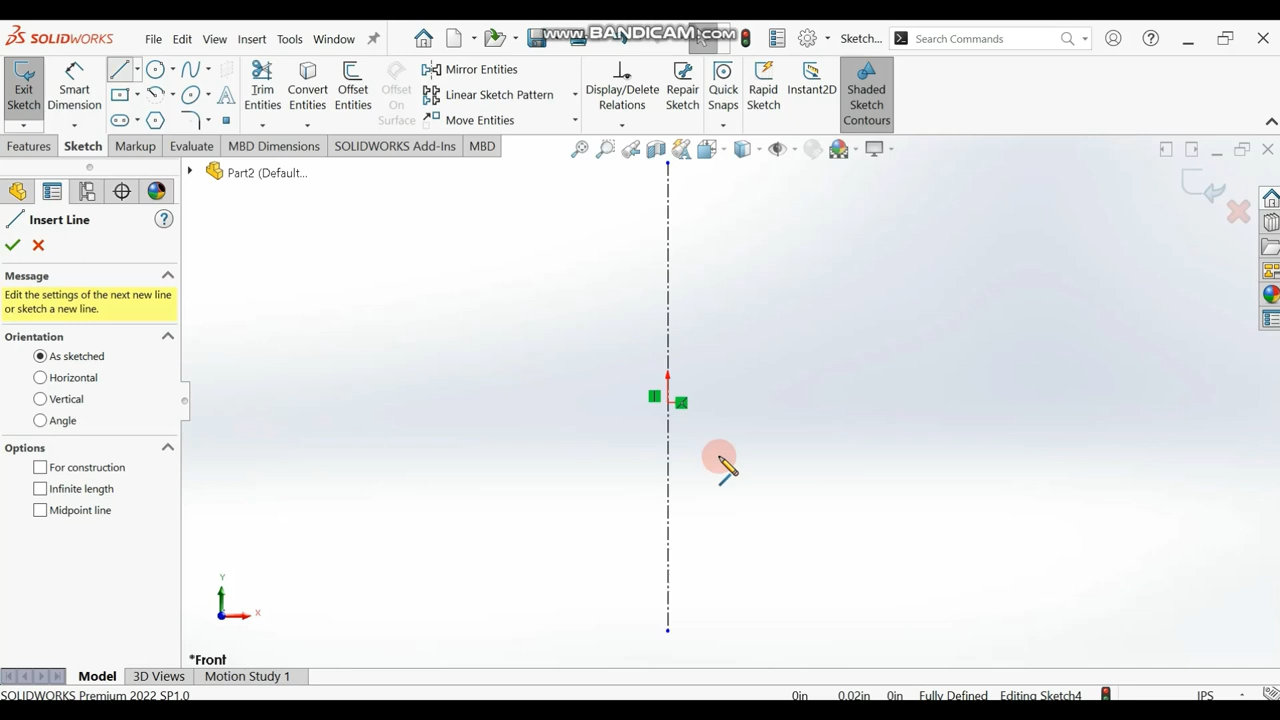 SOLIDWORKS File Edit View Insert Tools Window www.BANDICAM.com Sketch... Search Commands
Exit Sketch
Smart Dimension
Trim Entities
Convert Entities
Offset Entities
Offset On Surface
Mirror Entities
Linear Sketch Pattern
Move Entities
Display/Delete Relations
Repair Sketch
Quick Snaps
Rapid Sketch
Instant2D
Shaded Sketch Contours
Features Sketch Markup Evaluate MBD Dimensions SOLIDWORKS Add-Ins MBD
Part2 (Default...
Insert Line
Message
Edit the settings of the next new line
or sketch a new line.
Orientation
As sketched
Horizontal
Vertical
Angle
Options
For construction
Infinite length
Midpoint line
Y
X
*Front
Model 3D Views Motion Study 1
SOLIDWORKS Premium 2022 SP1.0 0in 0.02in 0in Fully Defined Editing Sketch4 IPS